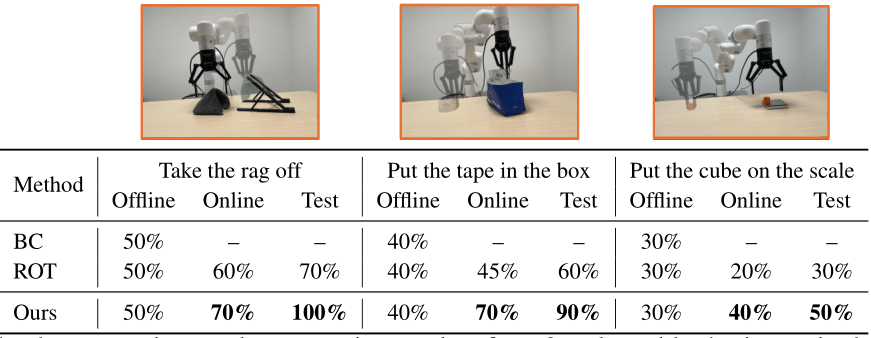 Method Take the rag off Put the tape in the box Put the cube on the scale
Offline Online Test Offline Online Test Offline Online Test
BC 50% – – 40% – – 30% – –
ROT 50% 60% 70% 40% 45% 60% 30% 20% 30%
Ours 50% 70% 100% 40% 70% 90% 30% 40% 50%